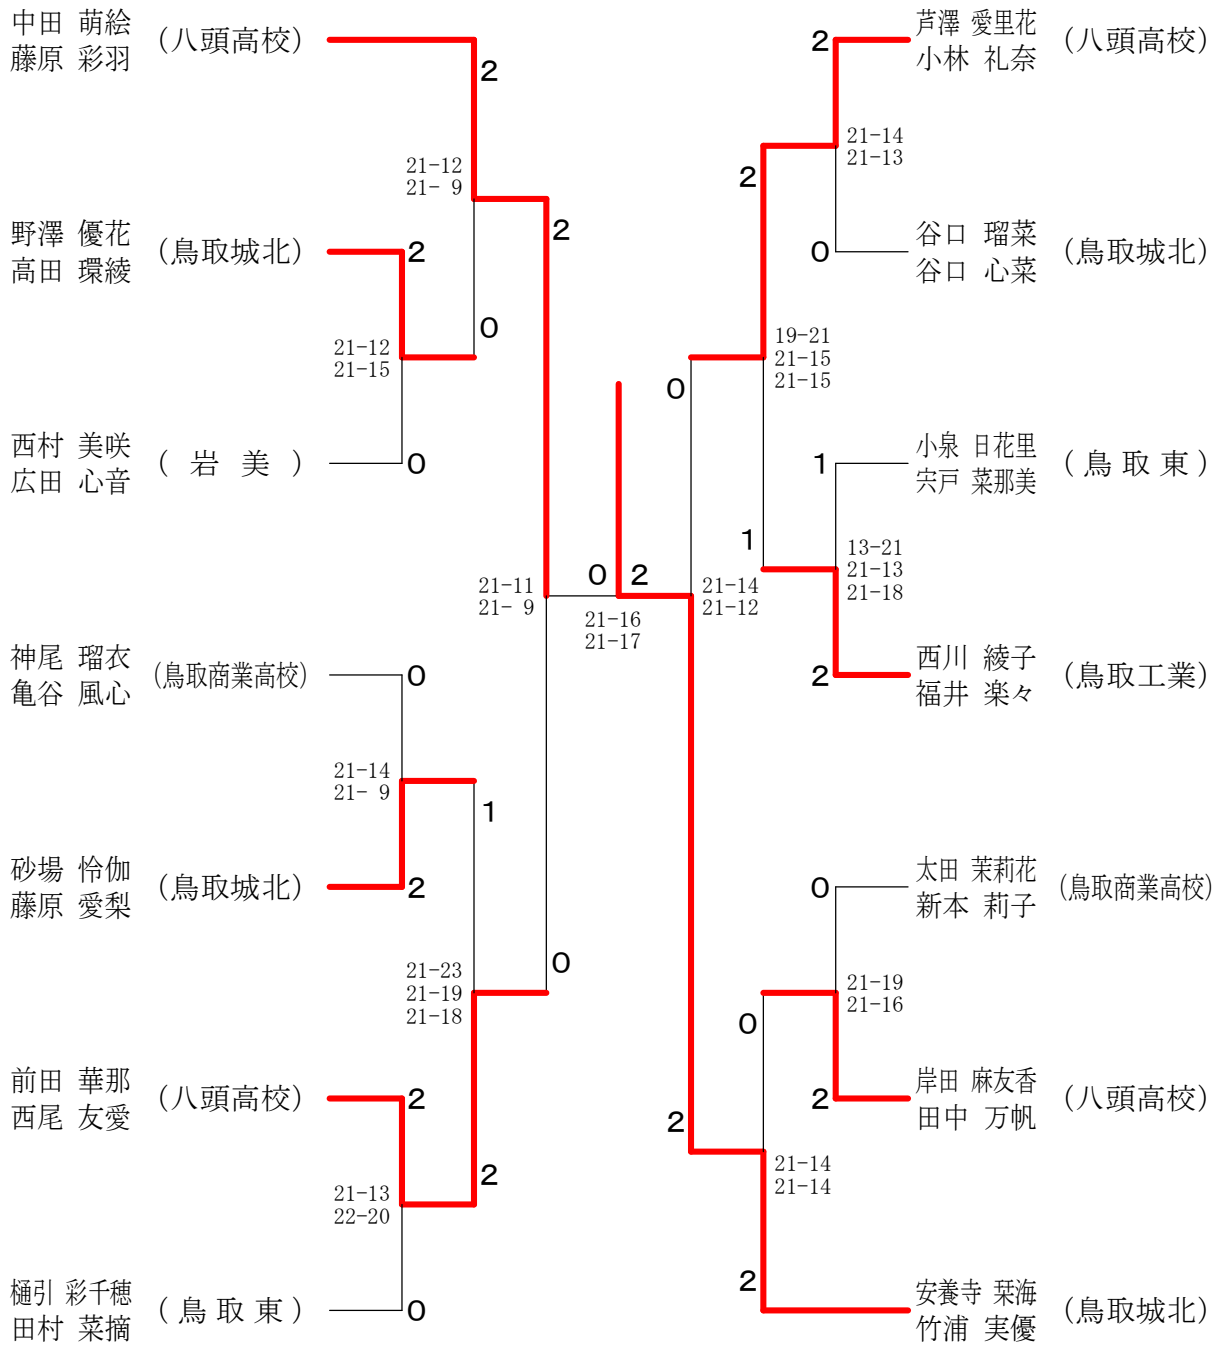 中田 萌絵
藤原 彩羽
(八頭高校)
2
21-12
21- 9
野澤 優花
高田 環綾
(鳥取城北)
2
0
21-12
21-15
西村 美咲
広田 心音
( 岩 美 )
0
2
21-11
21- 9
神尾 瑠衣
亀谷 風心
(鳥取商業高校)
0
21-14
21- 9
1
砂場 怜伽
藤原 愛梨
(鳥取城北)
2
21-23
21-19
21-18
0
前田 華那
西尾 友愛
(八頭高校)
2
2
21-13
22-20
樋引 彩千穂
田村 菜摘
( 鳥 取 東 )
0
0
2
21-16
21-17
2
芦澤 愛里花
小林 礼奈
(八頭高校)
21-14
21-13
2
0
谷口 瑠菜
谷口 心菜
(鳥取城北)
19-21
21-15
21-15
0
1
小泉 日花里
宍戸 菜那美
( 鳥 取 東 )
1
13-21
21-13
21-18
21-14
21-12
2
西川 綾子
福井 楽々
(鳥取工業)
0
太田 茉莉花
新本 莉子
(鳥取商業高校)
21-19
21-16
0
2
岸田 麻友香
田中 万帆
(八頭高校)
2
21-14
21-14
2
安養寺 栞海
竹浦 実優
(鳥取城北)